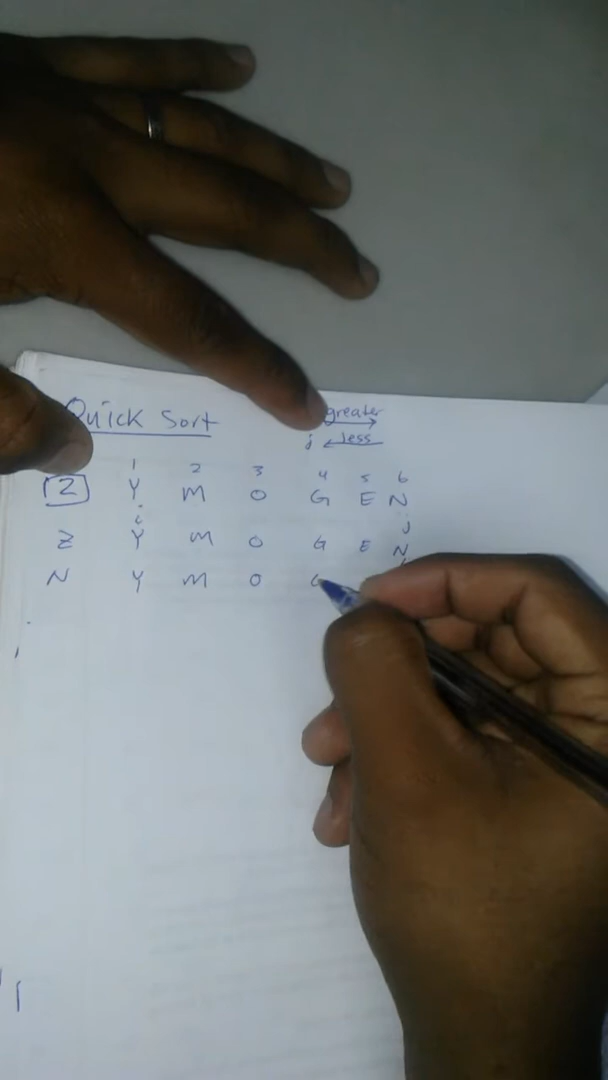 Quick Sort
greater
j less
1 2 3 4 5 6
Z Y M O G E N
i j
Z Y M O G E N
N Y M O G